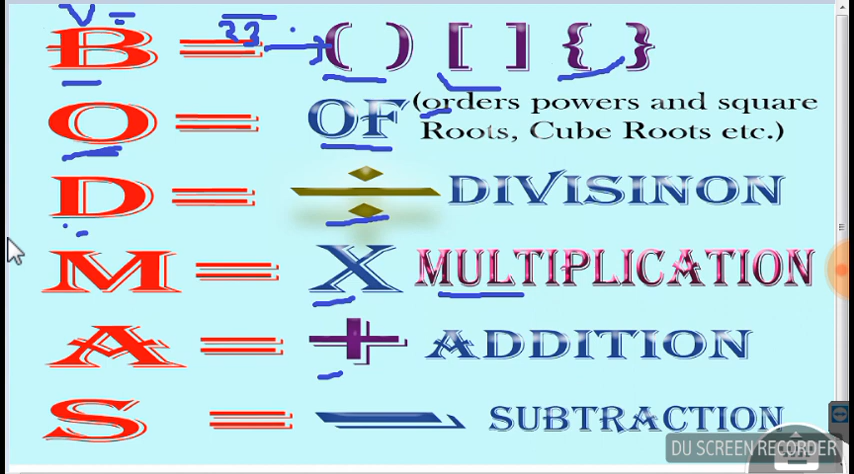 B = ( ) [ ] { }
O = OF (orders powers and square
Roots, Cube Roots etc.)
D = ÷ DIVISINON
M = X MULTIPLICATION
A = + ADDITION
S = − SUBTRACTION
DU SCREEN RECORDER